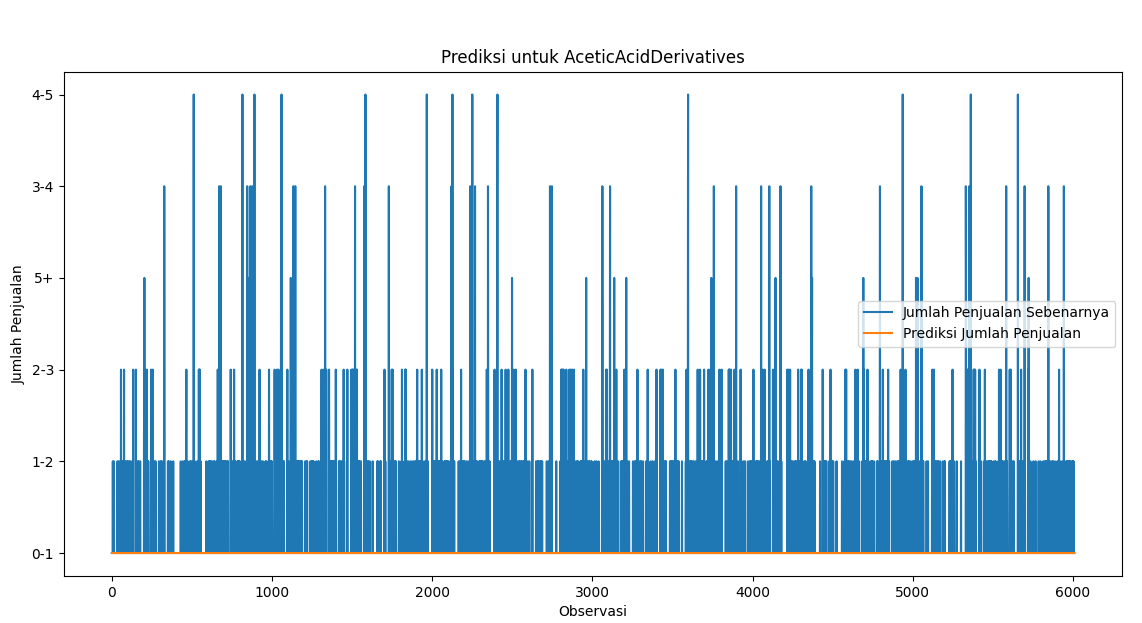 Prediksi untuk AceticAcidDerivatives
Jumlah Penjualan
4-5
3-4
5+
2-3
1-2
0-1
Jumlah Penjualan Sebenarnya
Prediksi Jumlah Penjualan
0
1000
2000
3000
4000
5000
6000
Observasi